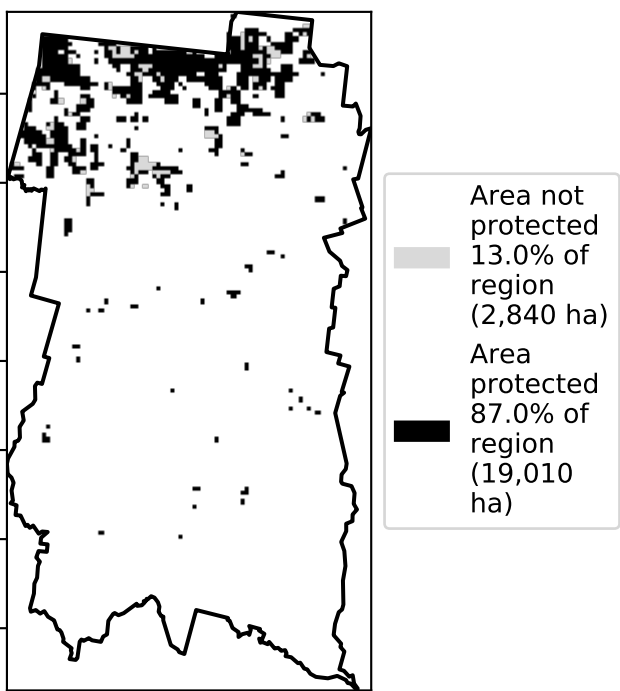 Area not
protected
13.0% of
region
(2,840 ha)
Area
protected
87.0% of
region
(19,010
ha)